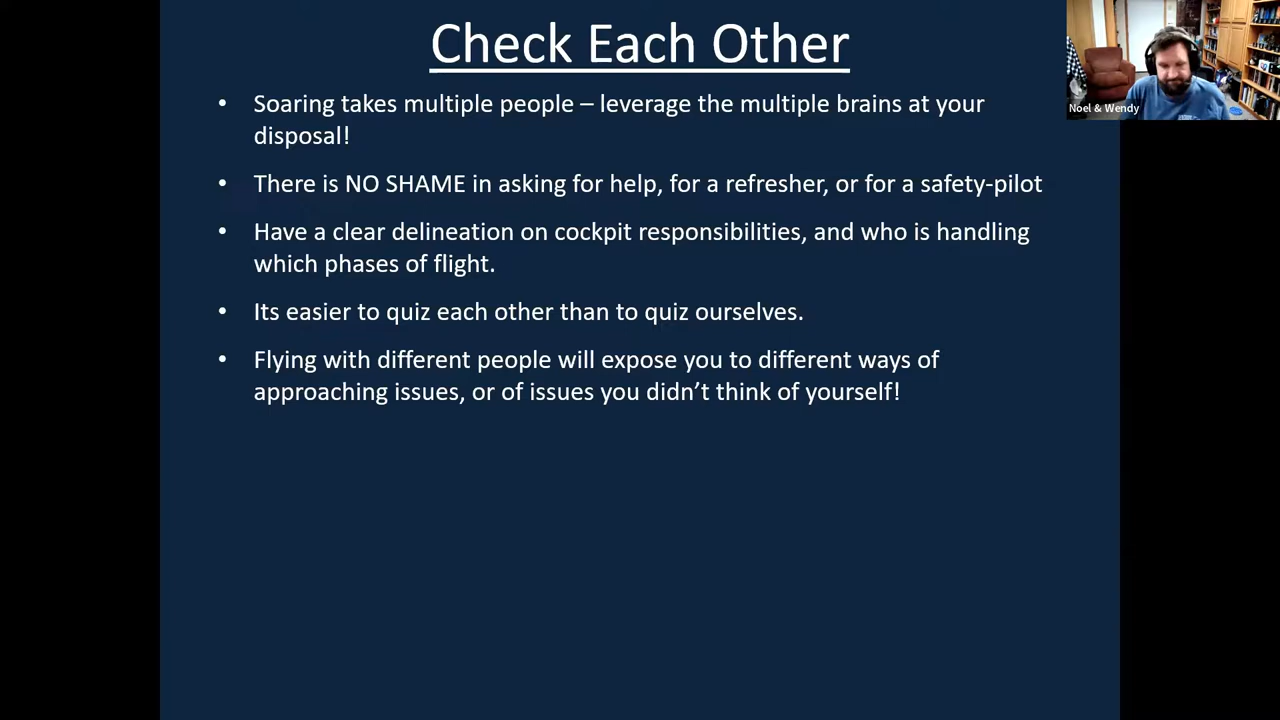 Check Each Other
Noel & Wendy
• Soaring takes multiple people – leverage the multiple brains at your
disposal!
• There is NO SHAME in asking for help, for a refresher, or for a safety-pilot
• Have a clear delineation on cockpit responsibilities, and who is handling
which phases of flight.
• Its easier to quiz each other than to quiz ourselves.
• Flying with different people will expose you to different ways of
approaching issues, or of issues you didn’t think of yourself!